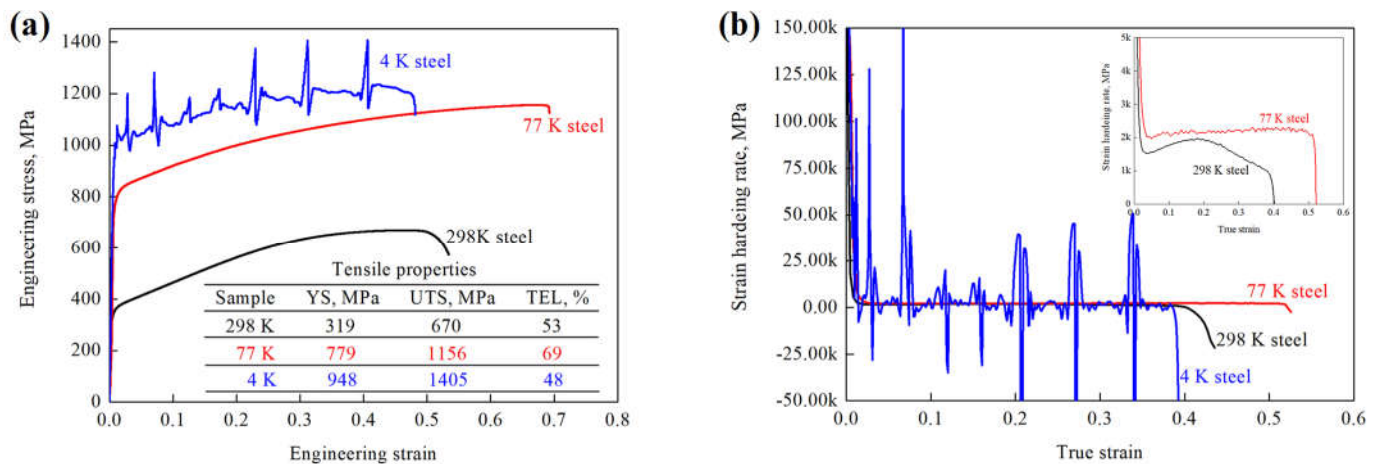 (a)
1400
1200
1000
800
600
400
200
0
Engineering stress, MPa
0.0 0.1 0.2 0.3 0.4 0.5 0.6 0.7 0.8
Engineering strain
4 K steel
77 K steel
298K steel
Tensile properties
Sample YS, MPa UTS, MPa TEL, %
298 K 319 670 53
77 K 779 1156 69
4 K 948 1405 48
(b)
150.00k
125.00k
100.00k
75.00k
50.00k
25.00k
0.00
-25.00k
-50.00k
Strain hardeing rate, MPa
0.0 0.1 0.2 0.3 0.4 0.5 0.6
True strain
77 K steel
298 K steel
4 K steel
5k
4k
3k
2k
1k
0
Strain hardeing rate, MPa
77 K steel
298 K steel
0.0 0.1 0.2 0.3 0.4 0.5 0.6
True strain